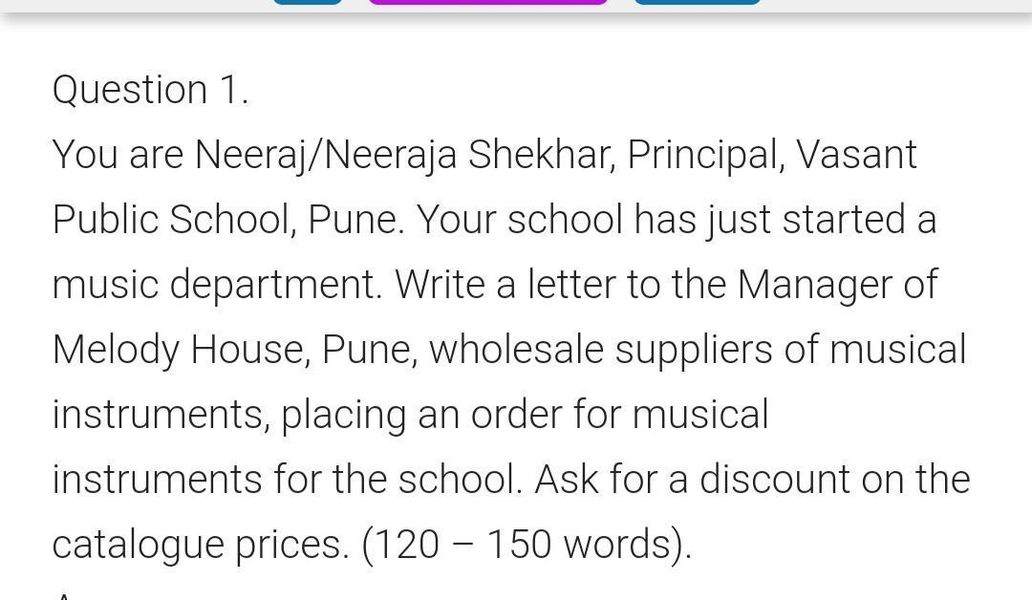 Question 1.
You are Neeraj/Neeraja Shekhar, Principal, Vasant
Public School, Pune. Your school has just started a
music department. Write a letter to the Manager of
Melody House, Pune, wholesale suppliers of musical
instruments, placing an order for musical
instruments for the school. Ask for a discount on the
catalogue prices. (120 – 150 words).